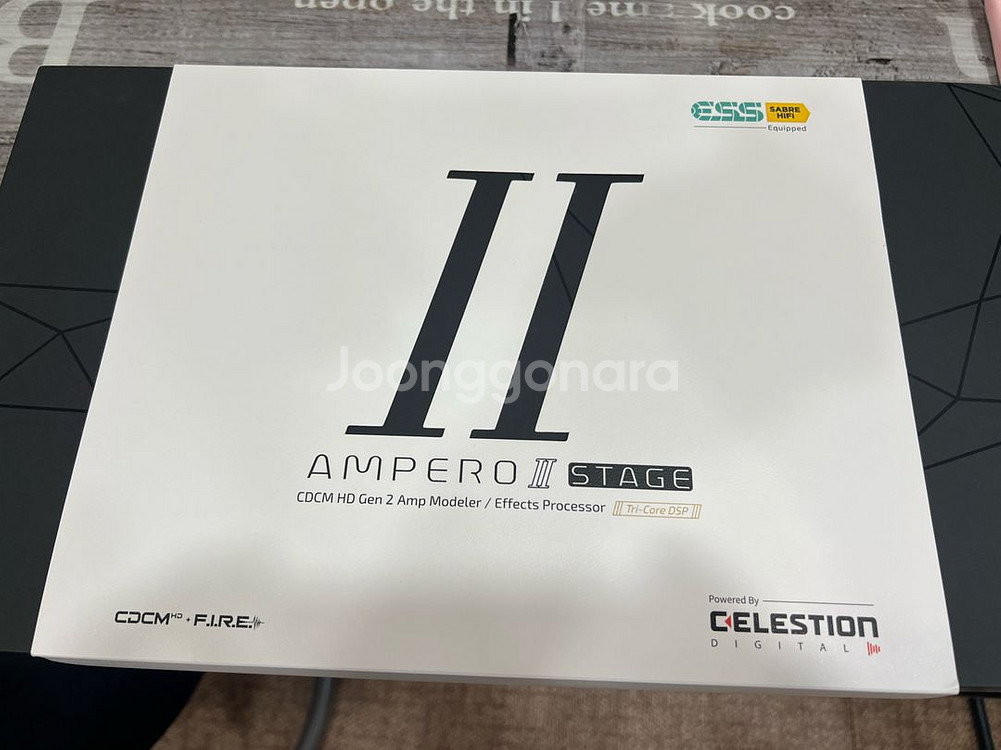 cook me I in the open
B
ESS SABRE HIFI
Equipped
II
Joonggonara
AMPERO II STAGE
CDCM HD Gen 2 Amp Modeler / Effects Processor Tri-Core DSP
Powered By
CDCM HD + F.I.R.E.
CELESTION
DIGITAL